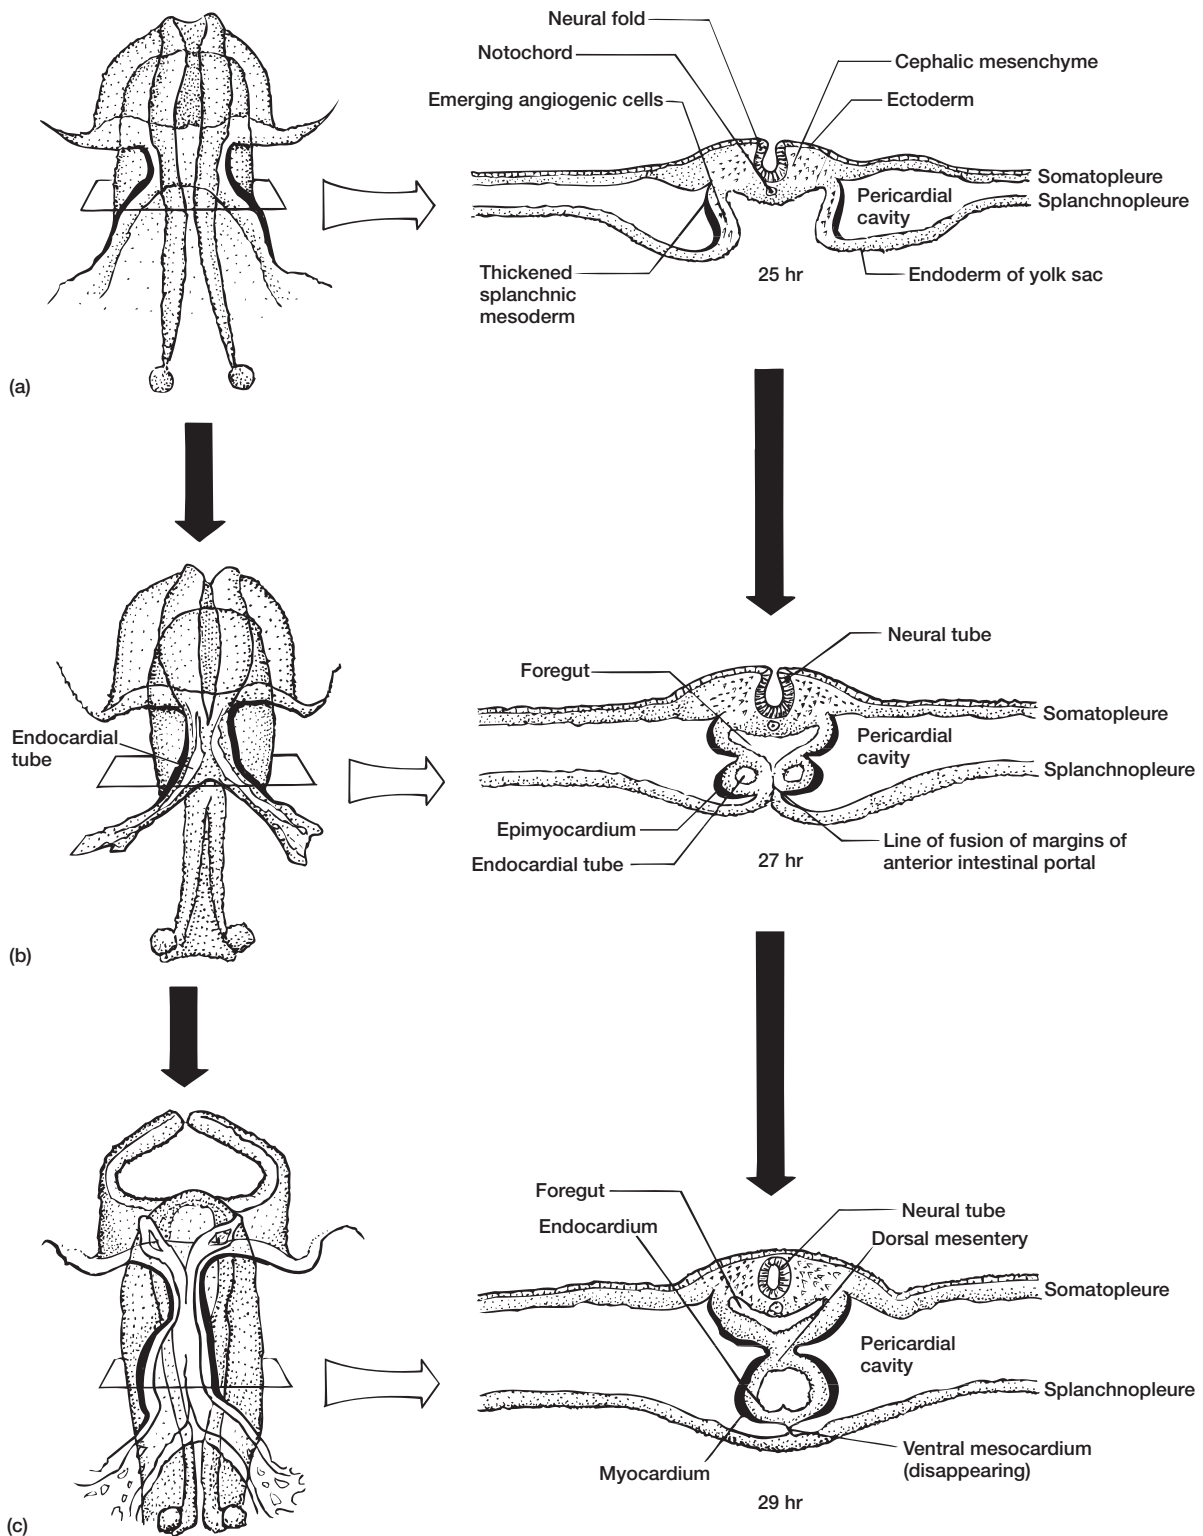 Neural fold
Notochord
Cephalic mesenchyme
Emerging angiogenic cells
Ectoderm
Somatopleure
Pericardial
cavity
Splanchnopleure
Thickened
splanchnic
mesoderm
25 hr
Endoderm of yolk sac
(a)
Neural tube
Foregut
Somatopleure
Endocardial
tube
Pericardial
cavity
Splanchnopleure
Epimyocardium
Line of fusion of margins of
anterior intestinal portal
Endocardial tube
27 hr
(b)
Foregut
Neural tube
Endocardium
Dorsal mesentery
Somatopleure
Pericardial
cavity
Splanchnopleure
Ventral mesocardium
(disappearing)
Myocardium
29 hr
(c)